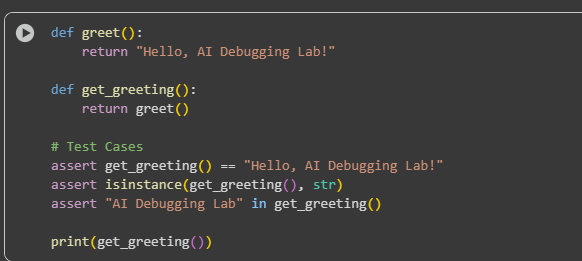 def greet():
    return "Hello, AI Debugging Lab!"

def get_greeting():
    return greet()

# Test Cases
assert get_greeting() == "Hello, AI Debugging Lab!"
assert isinstance(get_greeting(), str)
assert "AI Debugging Lab" in get_greeting()

print(get_greeting())